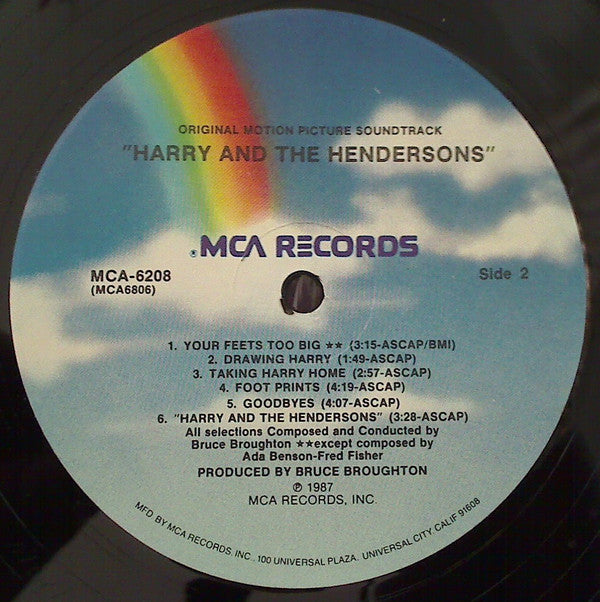 ORIGINAL MOTION PICTURE SOUNDTRACK
"HARRY AND THE HENDERSONS"
®MCA RECORDS
MCA-6208
(MCA6806)
Side 2
1. YOUR FEETS TOO BIG ★★ (3:15-ASCAP/BMI)
2. DRAWING HARRY (1:49-ASCAP)
3. TAKING HARRY HOME (2:57-ASCAP)
4. FOOT PRINTS (4:19-ASCAP)
5. GOODBYES (4:07-ASCAP)
6. "HARRY AND THE HENDERSONS" (3:28-ASCAP)
All selections Composed and Conducted by
Bruce Broughton ★★except composed by
Ada Benson-Fred Fisher
PRODUCED BY BRUCE BROUGHTON
℗ 1987
MCA RECORDS, INC.
MFD BY MCA RECORDS, INC., 100 UNIVERSAL PLAZA, UNIVERSAL CITY, CALIF 91608